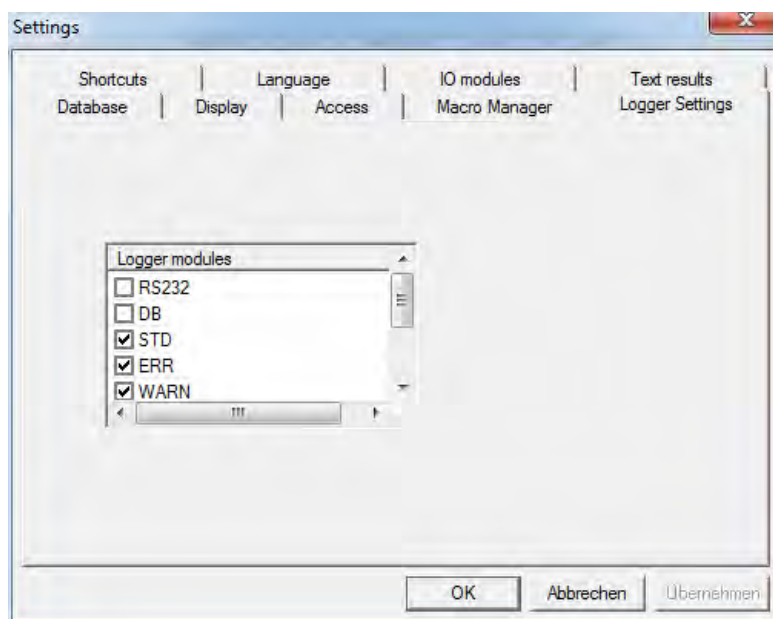 Settings
Shortcuts Language IO modules Text results
Database Display Access Macro Manager Logger Settings
Logger modules
RS232
DB
STD
ERR
WARN
OK Abbrechen Übernehmen